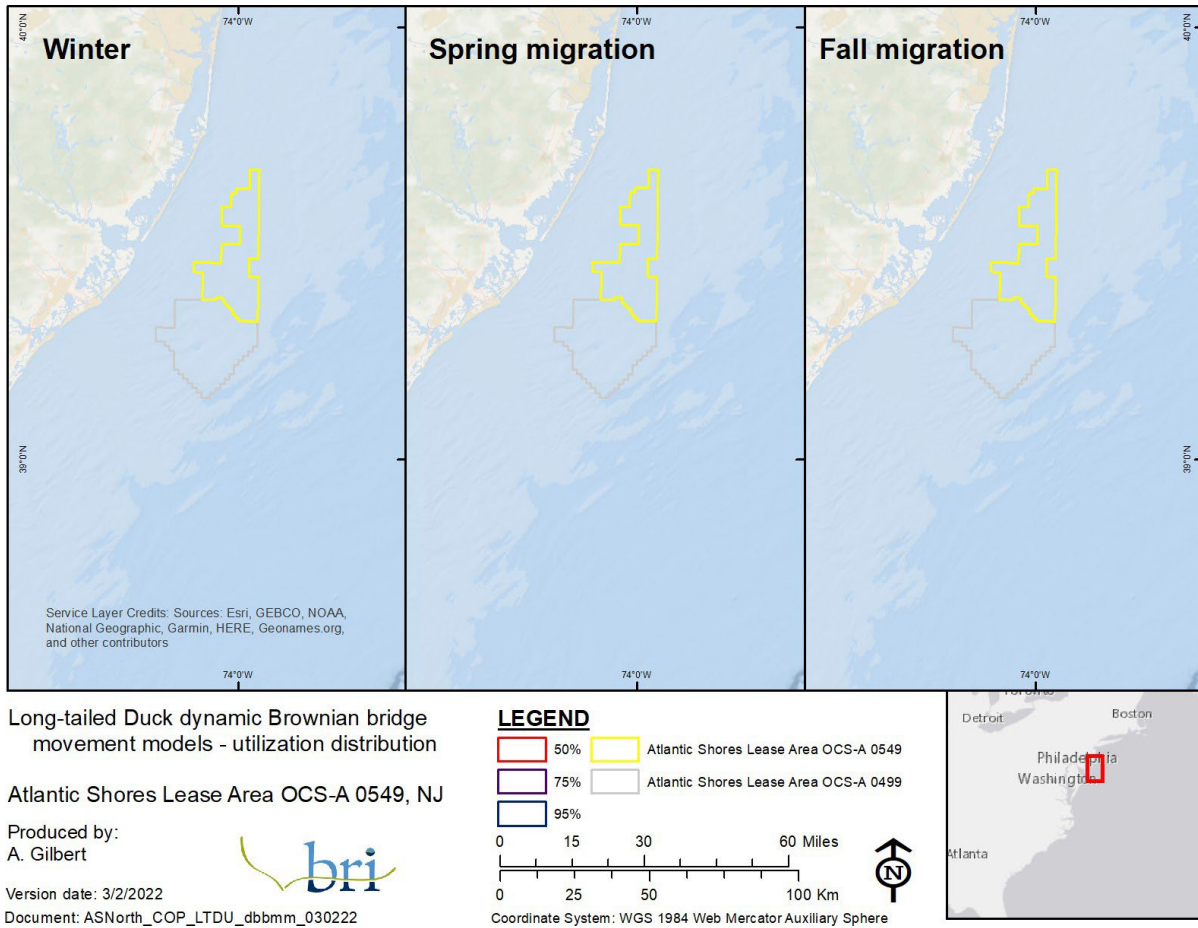 74°0'W
74°0'W
74°0'W
40°0'N
40°0'N
Winter
Spring migration
Fall migration
39°0'N
39°0'N
Service Layer Credits: Sources: Esri, GEBCO, NOAA,
National Geographic, Garmin, HERE, Geonames.org,
and other contributors
74°0'W
74°0'W
74°0'W
Long-tailed Duck dynamic Brownian bridge
movement models - utilization distribution
Atlantic Shores Lease Area OCS-A 0549, NJ
Produced by:
A. Gilbert
bri
Version date: 3/2/2022
Document: ASNorth_COP_LTDU_dbbmm_030222
LEGEND
50% Atlantic Shores Lease Area OCS-A 0549
75% Atlantic Shores Lease Area OCS-A 0499
95%
0 15 30 60 Miles
0 25 50 100 Km
N
Coordinate System: WGS 1984 Web Mercator Auxiliary Sphere
Detroit
Boston
Philadelphia
Washington
Atlanta